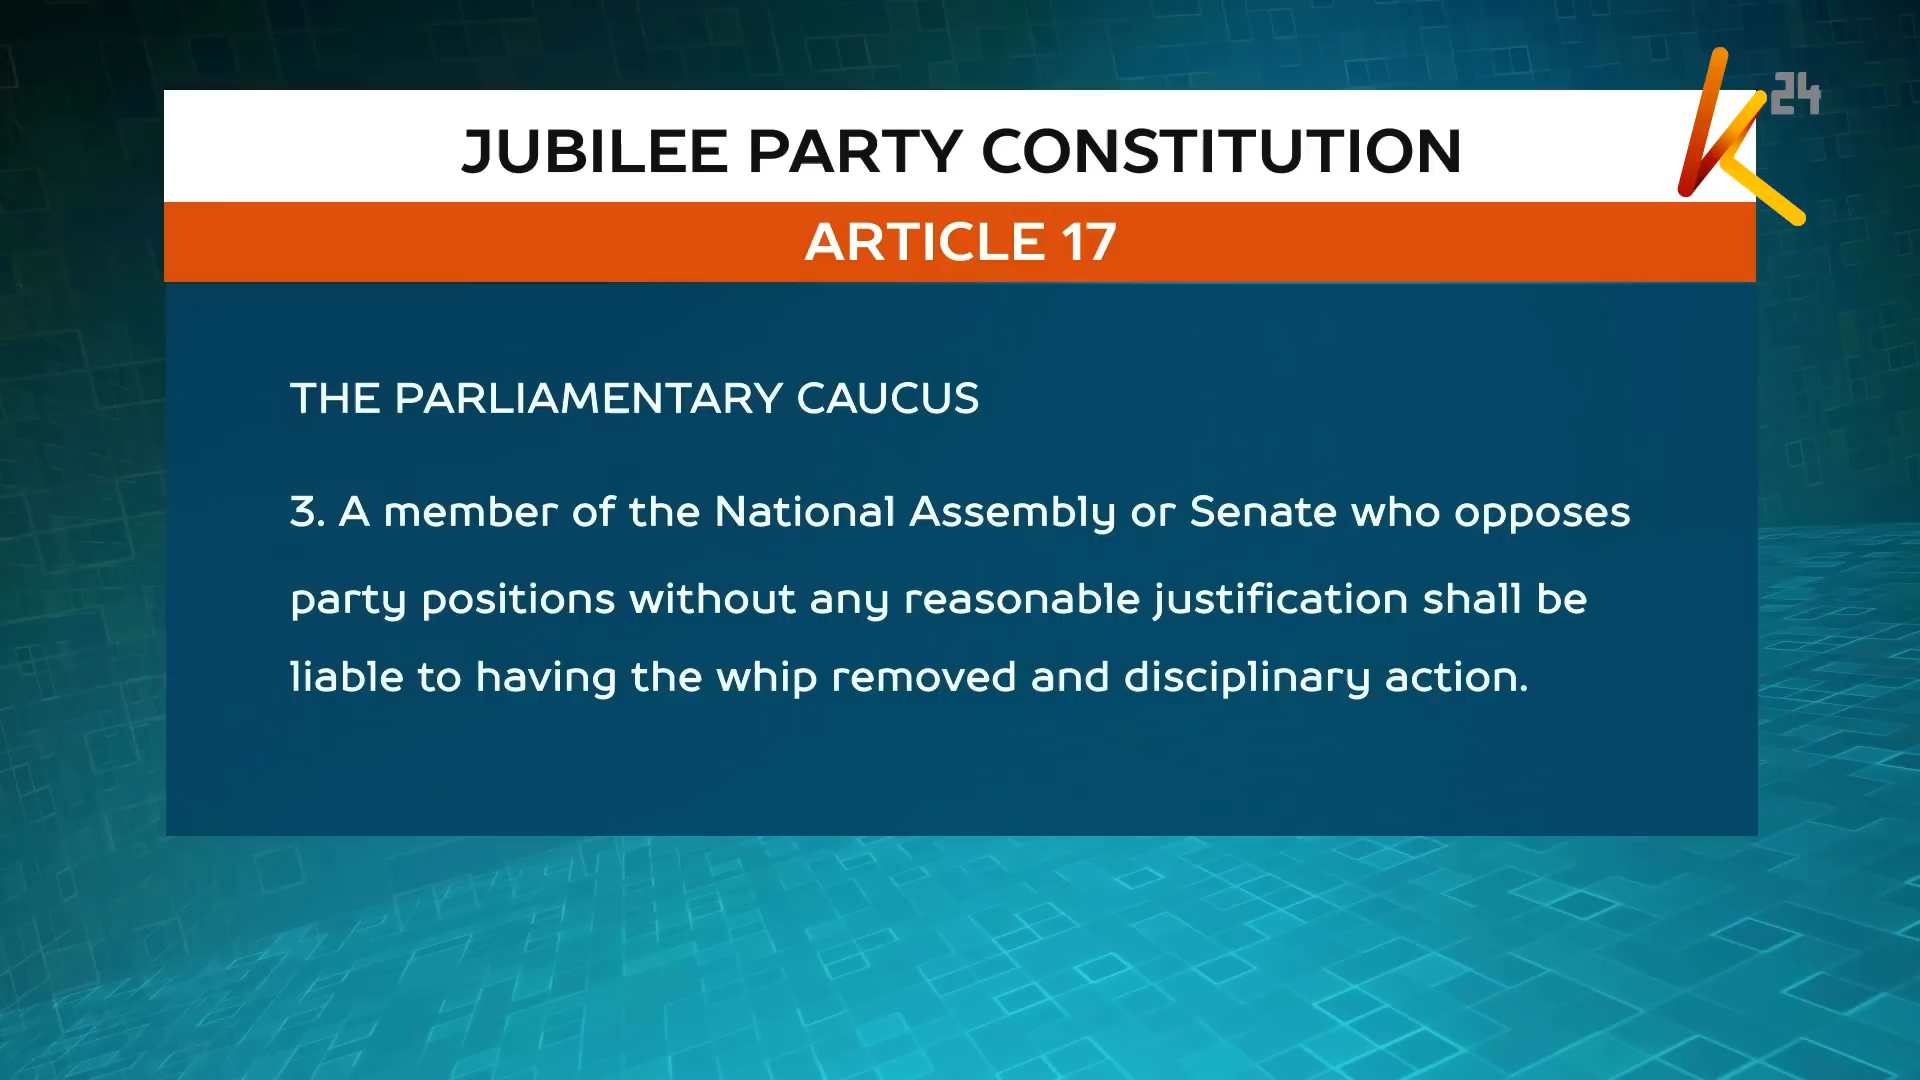 JUBILEE PARTY CONSTITUTION
K24
ARTICLE 17
THE PARLIAMENTARY CAUCUS
3. A member of the National Assembly or Senate who opposes
party positions without any reasonable justification shall be
liable to having the whip removed and disciplinary action.